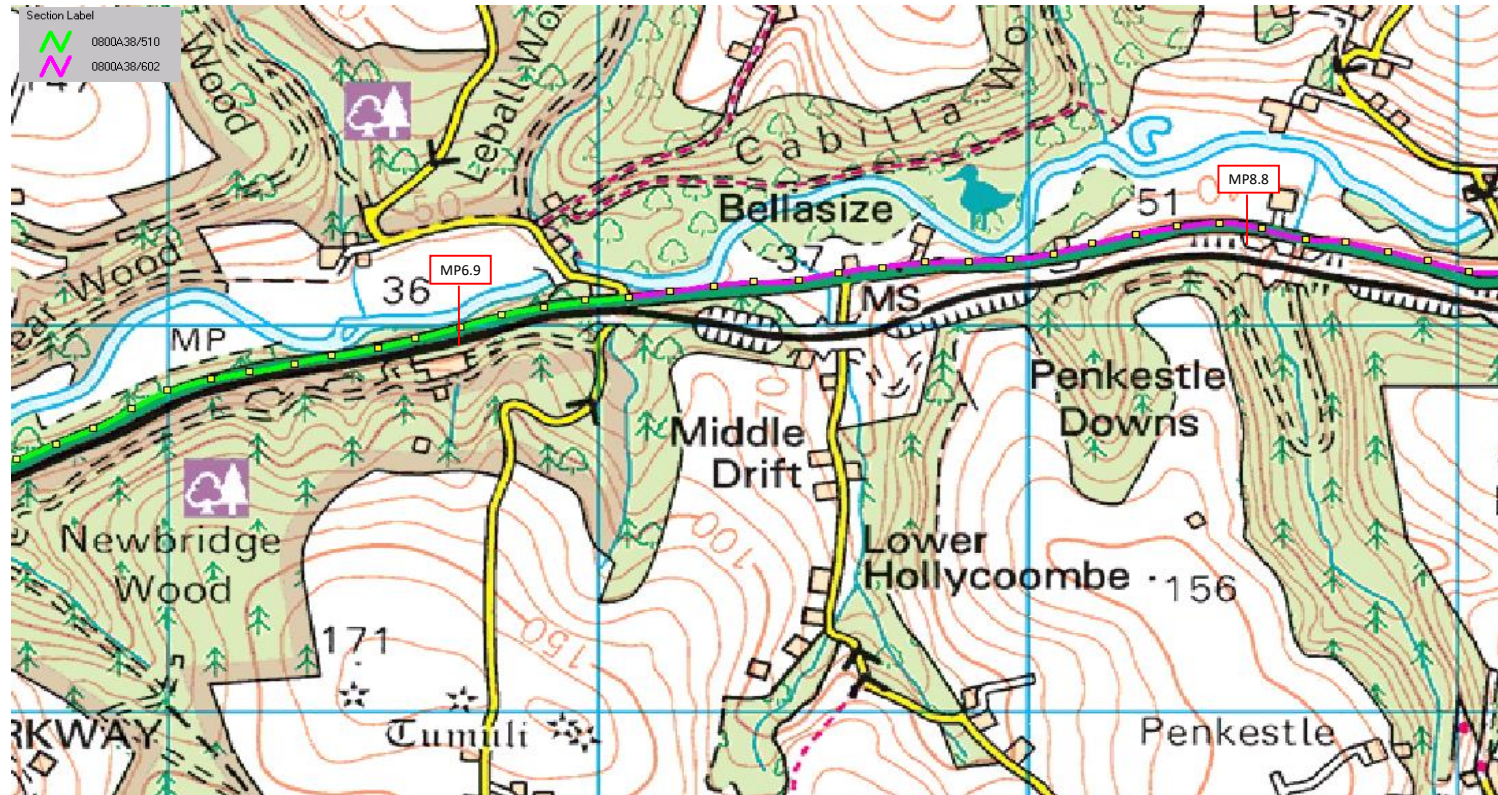 Section Label
0800A38/510
0800A38/602
Wood
Leball Wo
50
Cabilla Wo
MP8.8
51
Bellasize
37
Wood
MP6.9
36
MS
MP
Penkestle
Downs
Middle
Drift
100
Newbridge
Wood
Lower
Hollycoombe
156
150
171
RKWAY
Tumuli
Penkestle